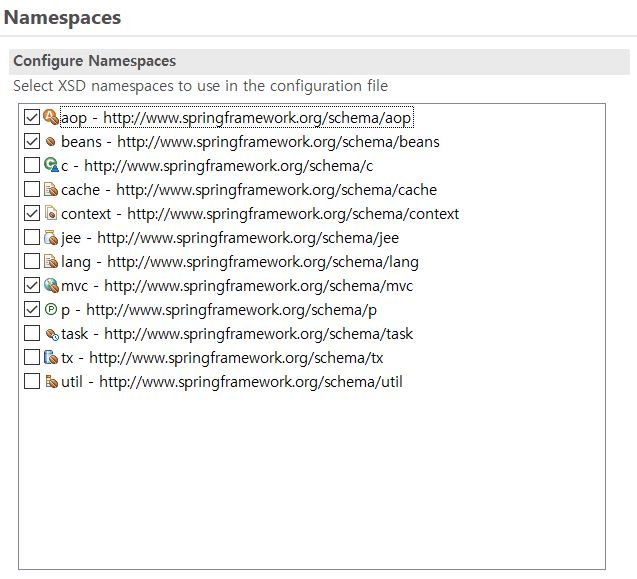 Namespaces
Configure Namespaces
Select XSD namespaces to use in the configuration file
aop - http://www.springframework.org/schema/aop
beans - http://www.springframework.org/schema/beans
c - http://www.springframework.org/schema/c
cache - http://www.springframework.org/schema/cache
context - http://www.springframework.org/schema/context
jee - http://www.springframework.org/schema/jee
lang - http://www.springframework.org/schema/lang
mvc - http://www.springframework.org/schema/mvc
p - http://www.springframework.org/schema/p
task - http://www.springframework.org/schema/task
tx - http://www.springframework.org/schema/tx
util - http://www.springframework.org/schema/util